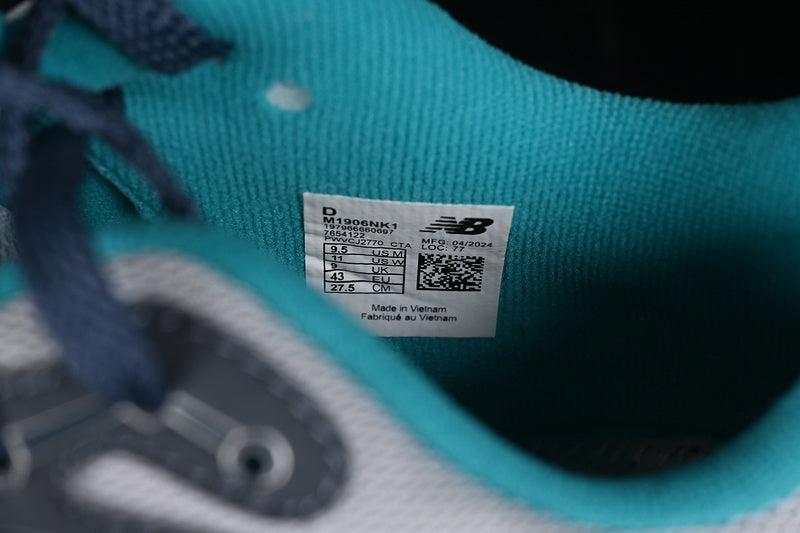 D
M1906NK1
197966660697
7654122
PWVCJ2770 CTA
NB
MFG: 04/2024
LOC: 77
9.5 US M
11 US W
9 UK
43 EU
27.5 CM
Made in Vietnam
Fabriqué au Vietnam